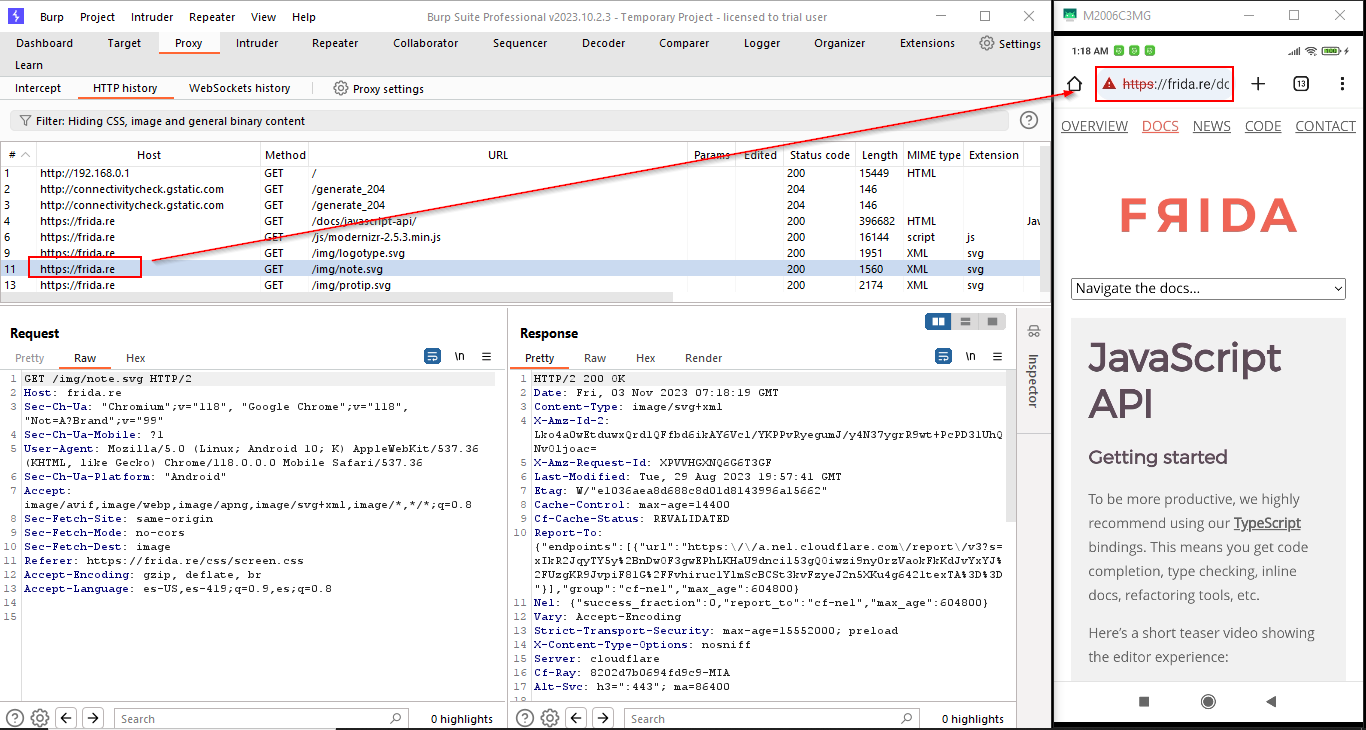 Burp Project Intruder Repeater View Help Burp Suite Professional v2023.10.2.3 - Temporary Project - licensed to trial user
Dashboard Target Proxy Intruder Repeater Collaborator Sequencer Decoder Comparer Logger Organizer Extensions Settings
Learn
Intercept HTTP history WebSockets history Proxy settings
Filter: Hiding CSS, image and general binary content
# Host Method URL Params Edited Status code Length MIME type Extension
1 http://192.168.0.1 GET / 200 15449 HTML
2 http://connectivitycheck.gstatic.com GET /generate_204 204 146
3 http://connectivitycheck.gstatic.com GET /generate_204 204 146
4 https://frida.re GET /docs/javascript-api/ 200 396682 HTML Jav
6 https://frida.re GET /js/modernizr-2.5.3.min.js 200 16144 script js
9 https://frida.re GET /img/logotype.svg 200 1951 XML svg
11 https://frida.re GET /img/note.svg 200 1560 XML svg
13 https://frida.re GET /img/protip.svg 200 2174 XML svg
Request
Pretty Raw Hex \n
1 GET /img/note.svg HTTP/2
2 Host: frida.re
3 Sec-Ch-Ua: "Chromium";v="118", "Google Chrome";v="118",
"Not=A?Brand";v="99"
4 Sec-Ch-Ua-Mobile: ?1
5 User-Agent: Mozilla/5.0 (Linux; Android 10; K) AppleWebKit/537.36
(KHTML, like Gecko) Chrome/118.0.0.0 Mobile Safari/537.36
6 Sec-Ch-Ua-Platform: "Android"
7 Accept:
image/avif,image/webp,image/apng,image/svg+xml,image/*,*/*;q=0.8
8 Sec-Fetch-Site: same-origin
9 Sec-Fetch-Mode: no-cors
10 Sec-Fetch-Dest: image
11 Referer: https://frida.re/css/screen.css
12 Accept-Encoding: gzip, deflate, br
13 Accept-Language: es-US,es-419;q=0.9,es;q=0.8
14
15
Search 0 highlights
Response
Pretty Raw Hex Render \n
1 HTTP/2 200 OK
2 Date: Fri, 03 Nov 2023 07:18:19 GMT
3 Content-Type: image/svg+xml
4 X-Amz-Id-2:
5 X-Amz-Request-Id: XPVVHGXNQ6G6T3GF
6 Last-Modified: Tue, 29 Aug 2023 19:57:41 GMT
7 Etag: W/"e1036aea8d688c8d01d8143996a15662"
8 Cache-Control: max-age=14400
9 Cf-Cache-Status: REVALIDATED
10 Report-To:
"}],"group":"cf-nel","max_age":604800}
11 Nel: {"success_fraction":0,"report_to":"cf-nel","max_age":604800}
12 Vary: Accept-Encoding
13 Strict-Transport-Security: max-age=15552000; preload
14 X-Content-Type-Options: nosniff
15 Server: cloudflare
16 Cf-Ray: 8202d7b0694fd9c9-MIA
17 Alt-Svc: h3=":443"; ma=86400
18
Search 0 highlights
Inspector
M2006C3MG
1:18 AM 100
https://frida.re/dc 13
OVERVIEW DOCS NEWS CODE CONTACT
FЯIDA
Navigate the docs...
JavaScript
API
Getting started
To be more productive, we highly
recommend using our TypeScript
bindings. This means you get code
completion, type checking, inline
docs, refactoring tools, etc.
Here's a short teaser video showing
the editor experience: